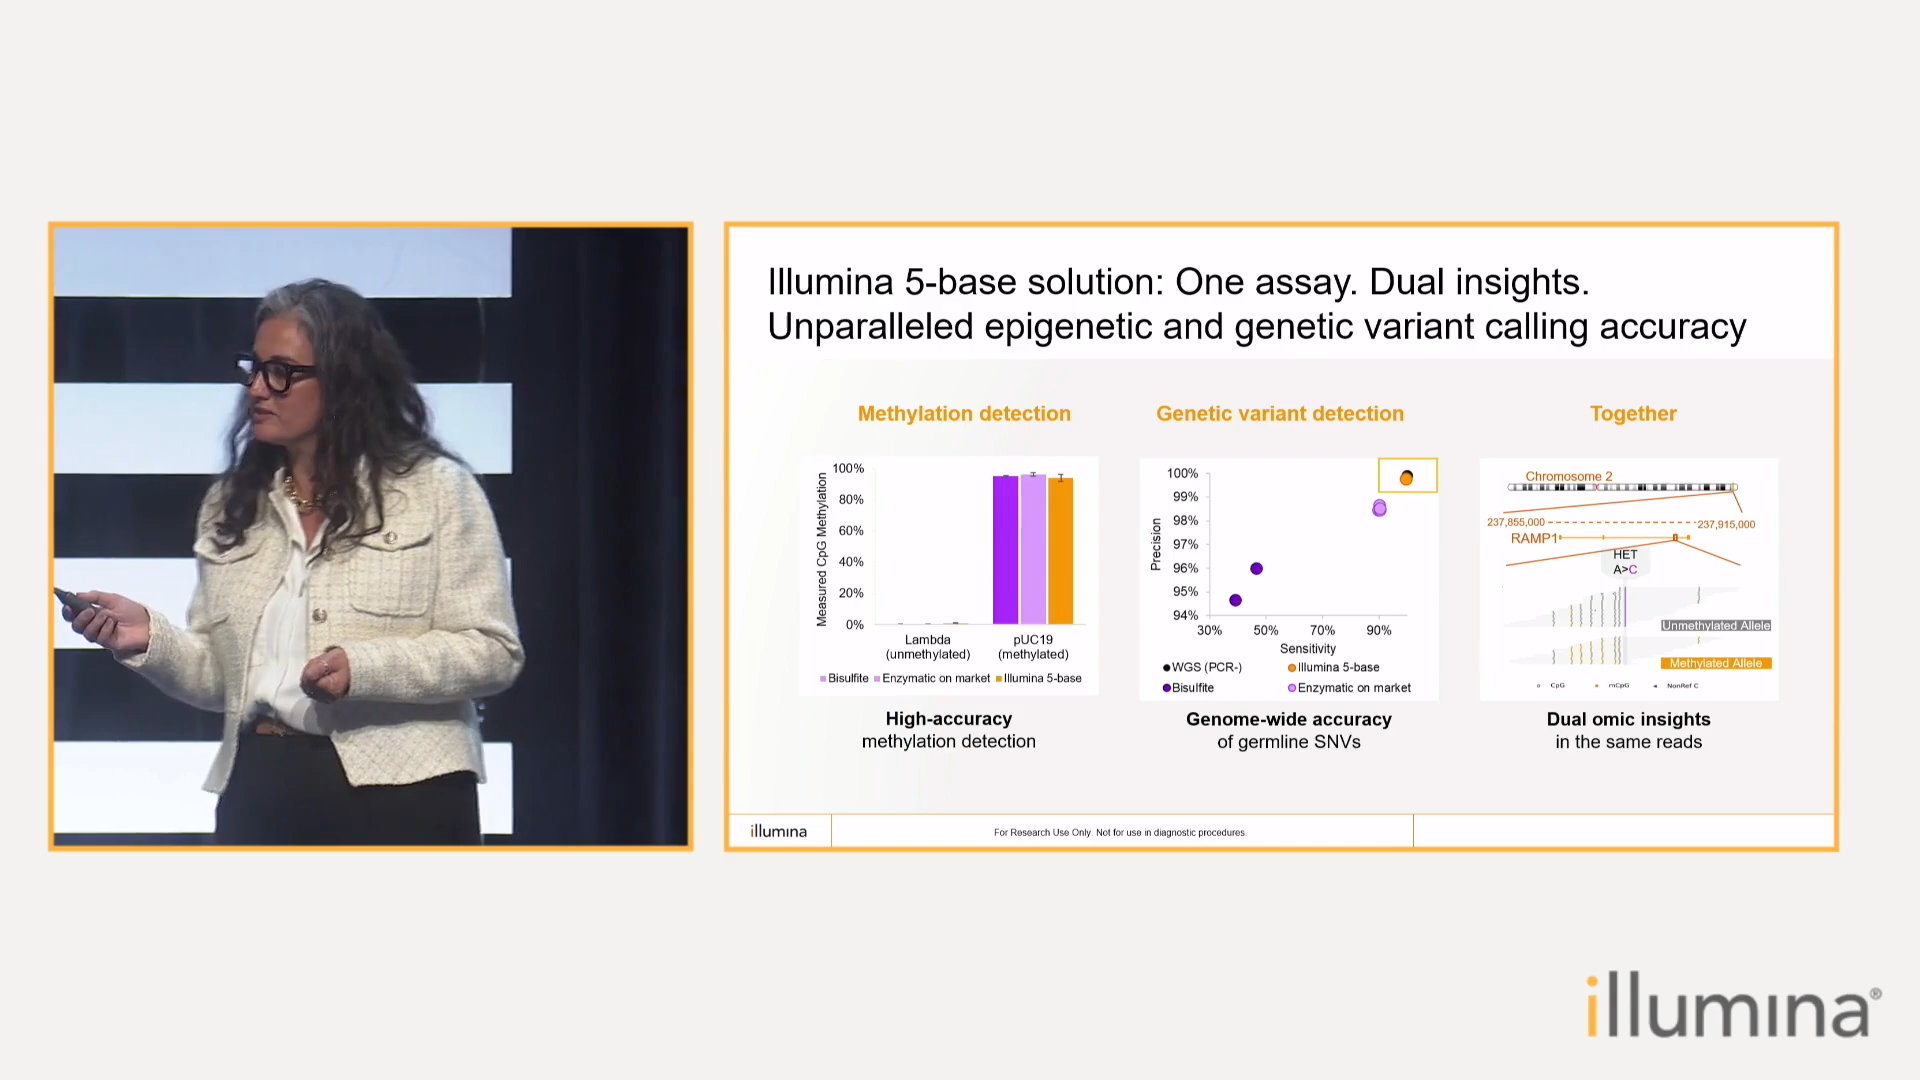 Illumina 5-base solution: One assay. Dual insights.
Unparalleled epigenetic and genetic variant calling accuracy
Methylation detection
Measured CpG Methylation
100%
80%
60%
40%
20%
0%
Lambda
(unmethylated)
pUC19
(methylated)
Bisulfite Enzymatic on market Illumina 5-base
High-accuracy
methylation detection
Genetic variant detection
Precision
100%
99%
98%
97%
96%
95%
94%
30% 50% 70% 90%
Sensitivity
WGS (PCR-) Illumina 5-base
Bisulfite Enzymatic on market
Genome-wide accuracy
of germline SNVs
Together
Chromosome 2
237,855,000 237,915,000
RAMP1
HET
A>C
Unmethylated Allele
Methylated Allele
CpG mCpG NonRef C
Dual omic insights
in the same reads
illumina
For Research Use Only. Not for use in diagnostic procedures.
illumina®